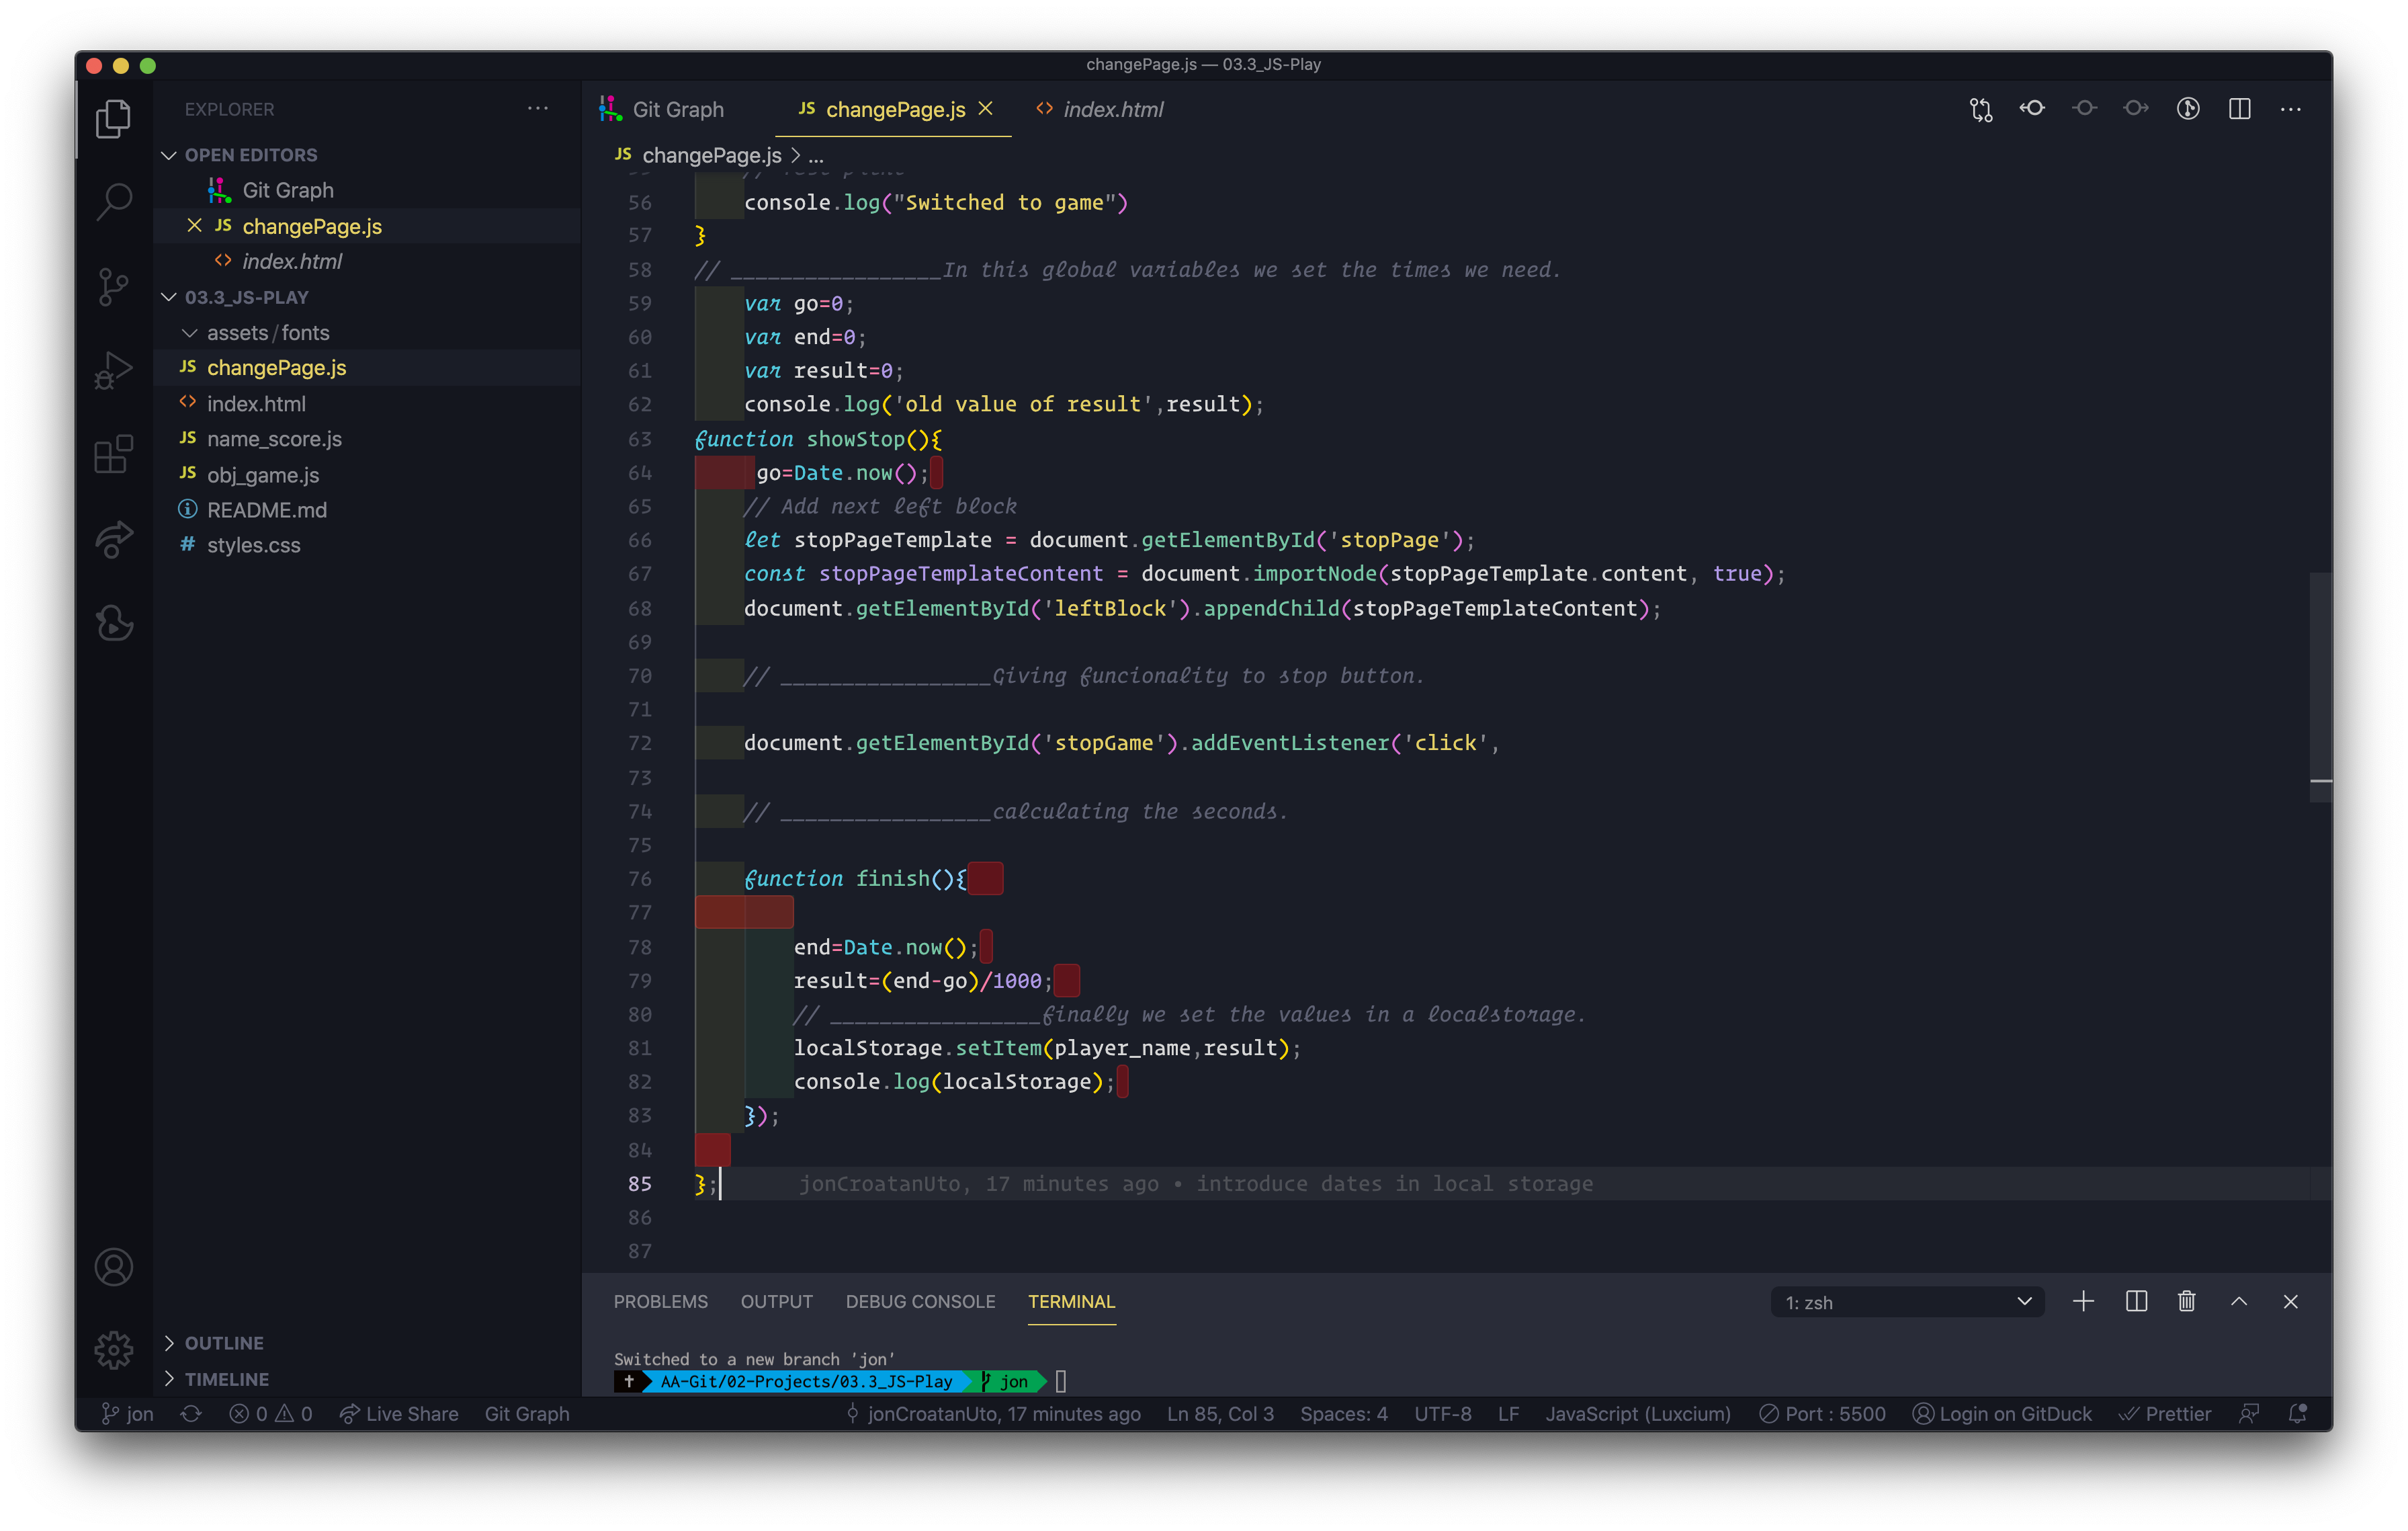 changePage.js — 03.3_JS-Play
EXPLORER
Git Graph
changePage.js
index.html
OPEN EDITORS
Git Graph
changePage.js
index.html
03.3_JS-PLAY
assets/fonts
JS changePage.js
index.html
JS name_score.js
JS obj_game.js
README.md
# styles.css
OUTLINE
TIMELINE
JS changePage.js > ...
56 console.log("Switched to game")
57 }
58 // _________________In this global variables we set the times we need.
59 var go=0;
60 var end=0;
61 var result=0;
62 console.log('old value of result',result);
63 function showStop(){
64 go=Date.now();
65 // Add next left block
66 let stopPageTemplate = document.getElementById('stopPage');
67 const stopPageTemplateContent = document.importNode(stopPageTemplate.content, true);
68 document.getElementById('leftBlock').appendChild(stopPageTemplateContent);
69
70 // _________________Giving funcionality to stop button.
71
72 document.getElementById('stopGame').addEventListener('click',
73
74 // _________________calculating the seconds.
75
76 function finish(){
77
78 end=Date.now();
79 result=(end-go)/1000;
80 // _________________finally we set the values in a localstorage.
81 localStorage.setItem(player_name,result);
82 console.log(localStorage);
83 });
84
85 }; jonCroatanUto, 17 minutes ago • introduce dates in local storage
86
87
PROBLEMS OUTPUT DEBUG CONSOLE TERMINAL 1: zsh
Switched to a new branch 'jon'
AA-Git/02-Projects/03.3_JS-Play jon
jon 0 0 Live Share Git Graph jonCroatanUto, 17 minutes ago Ln 85, Col 3 Spaces: 4 UTF-8 LF JavaScript (Luxcium) Port : 5500 Login on GitDuck Prettier